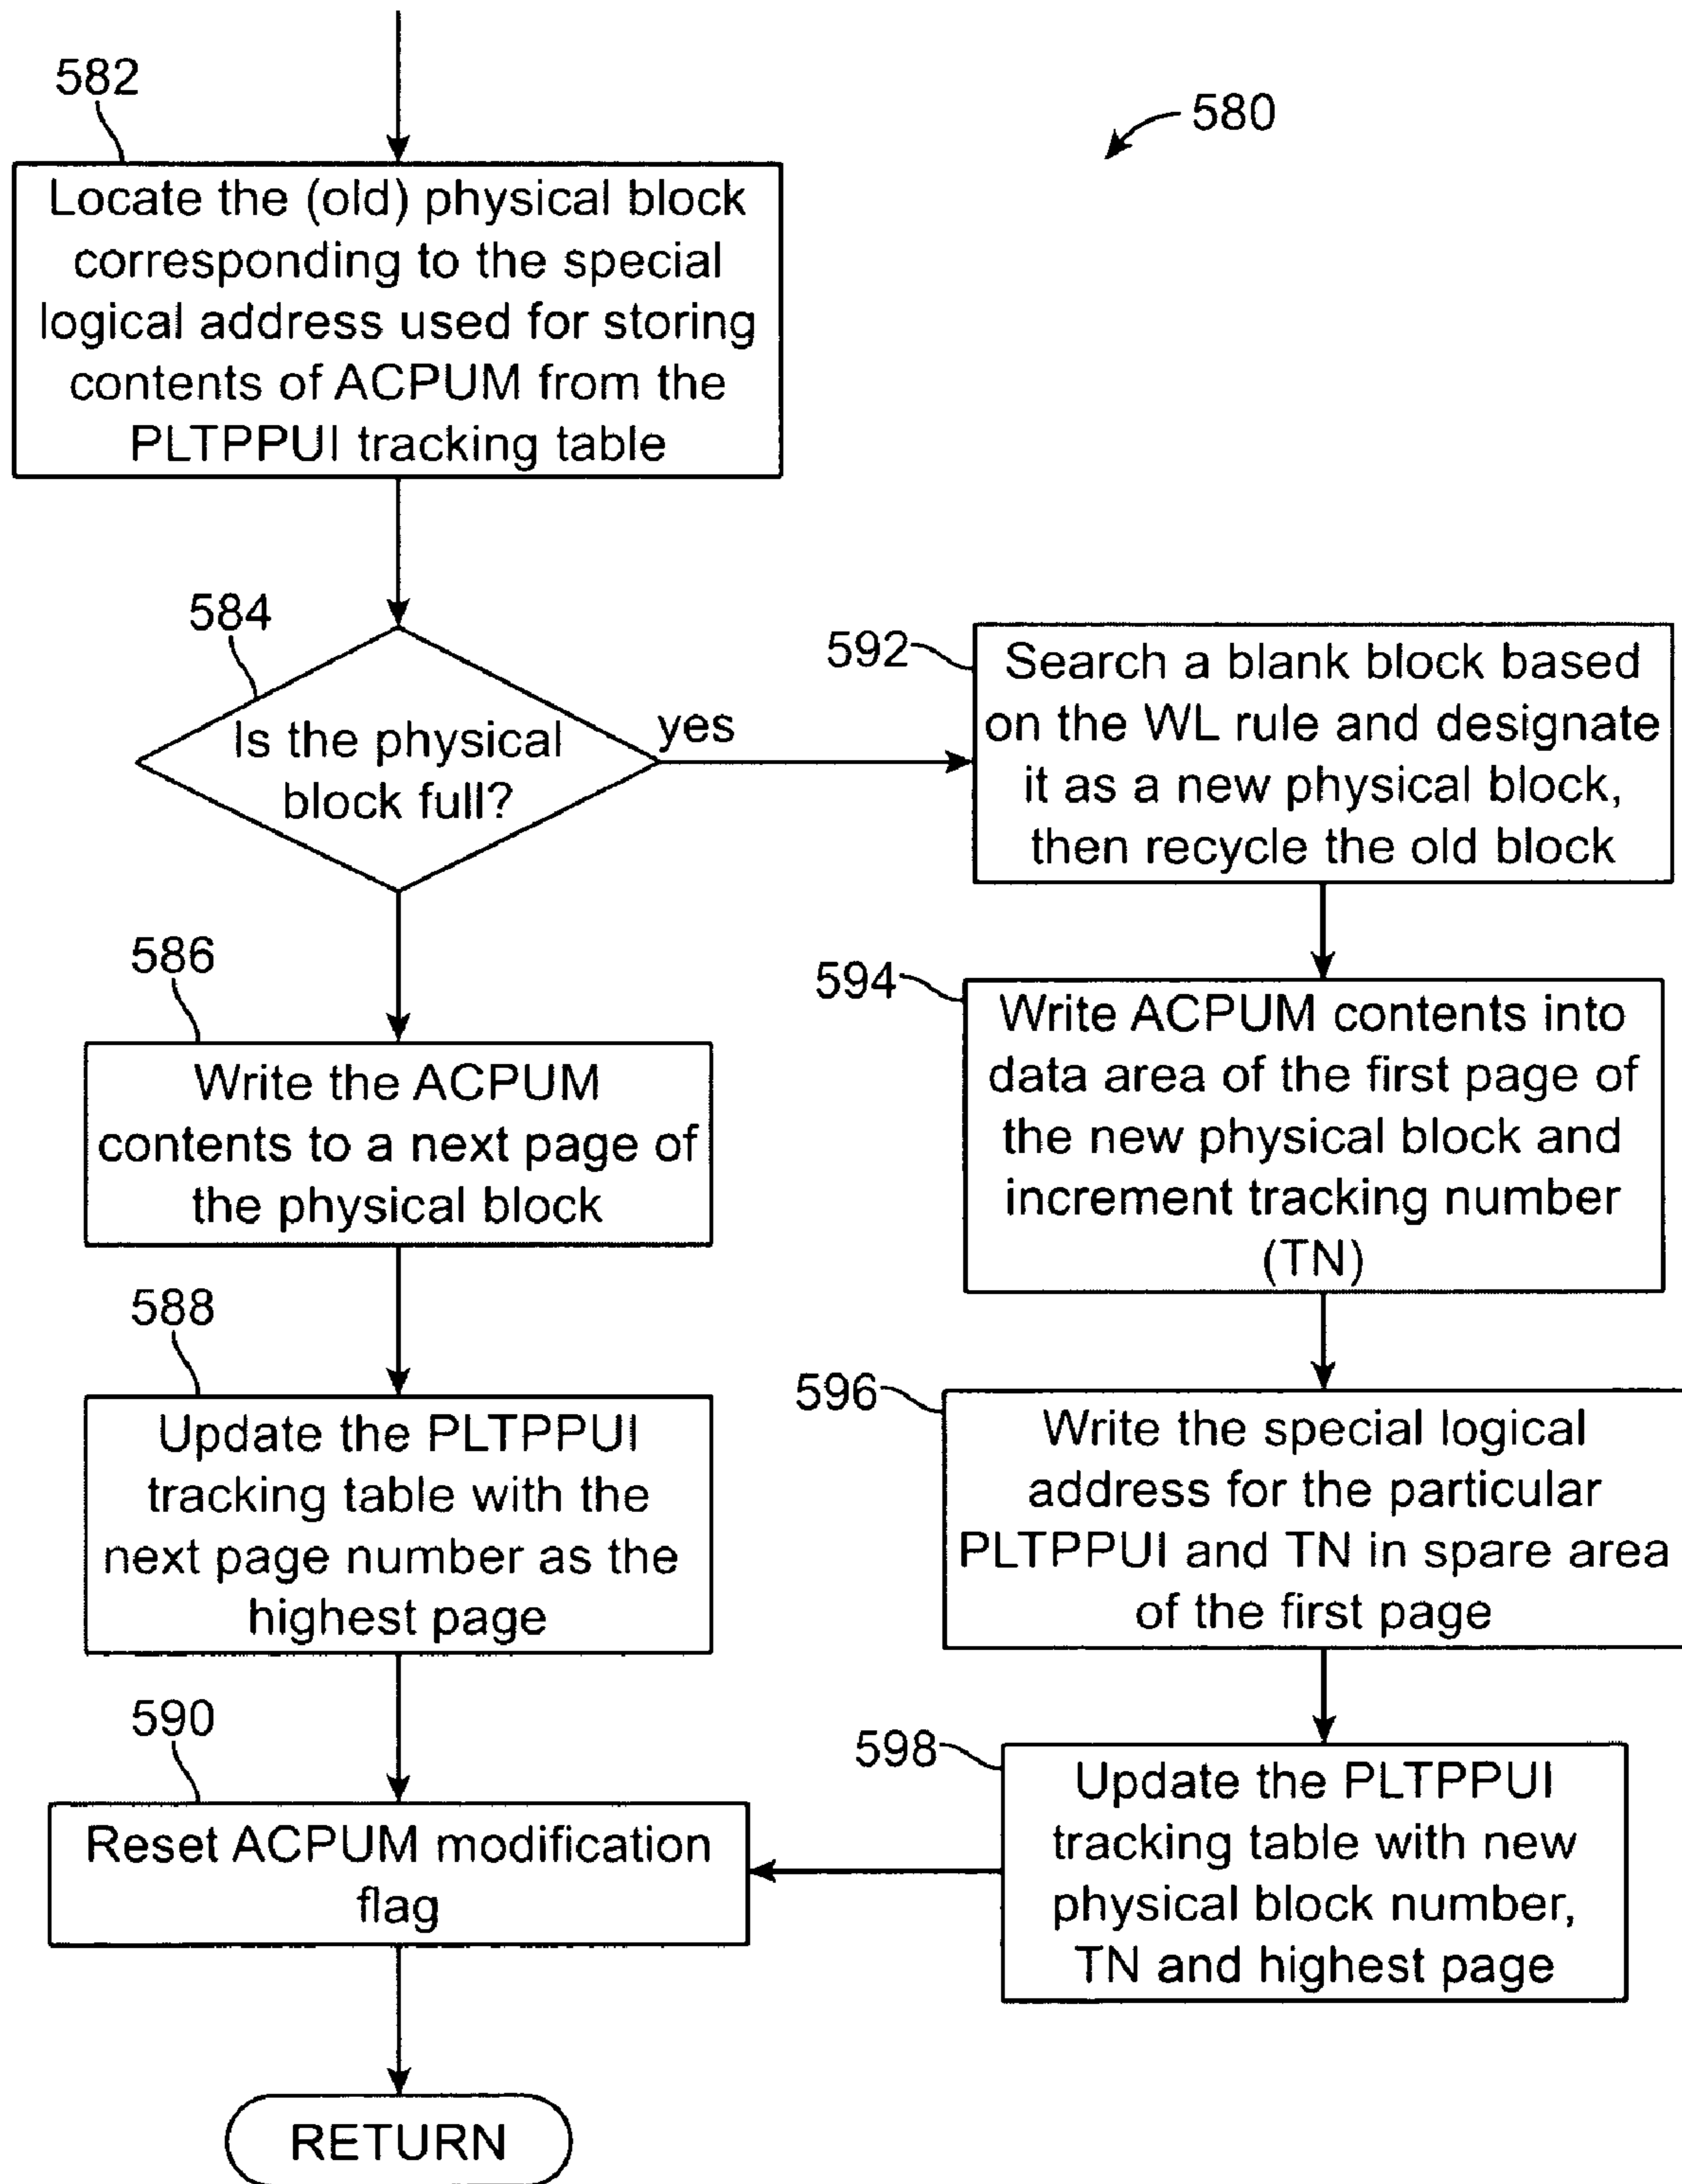 582
580
Locate the (old) physical block
corresponding to the special
logical address used for storing
contents of ACPUM from the
PLTPPUI tracking table
584
Is the physical
block full?
yes
592
Search a blank block based
on the WL rule and designate
it as a new physical block,
then recycle the old block
586
Write the ACPUM
contents to a next page of
the physical block
594
Write ACPUM contents into
data area of the first page of
the new physical block and
increment tracking number
(TN)
588
Update the PLTPPUI
tracking table with the
next page number as the
highest page
596
Write the special logical
address for the particular
PLTPPUI and TN in spare area
of the first page
590
Reset ACPUM modification
flag
598
Update the PLTPPUI
tracking table with new
physical block number,
TN and highest page
RETURN